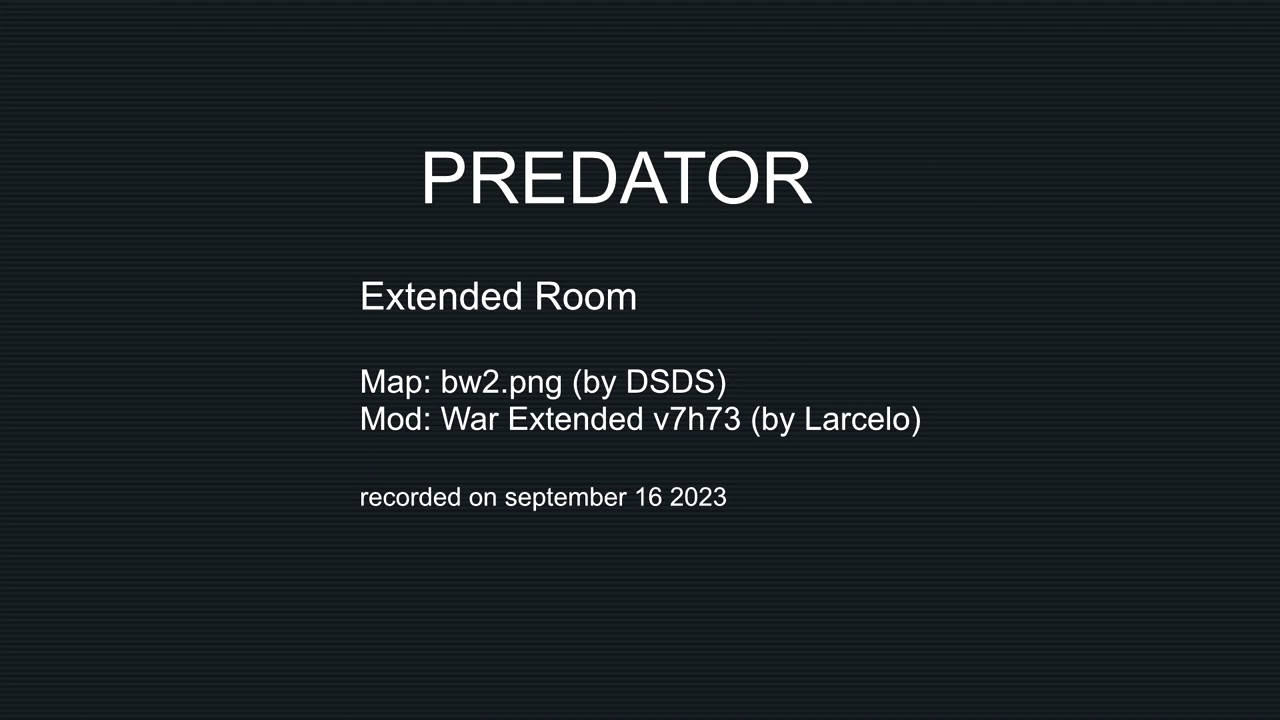 PREDATOR
Extended Room
Map: bw2.png (by DSDS)
Mod: War Extended v7h73 (by Larcelo)
recorded on september 16 2023